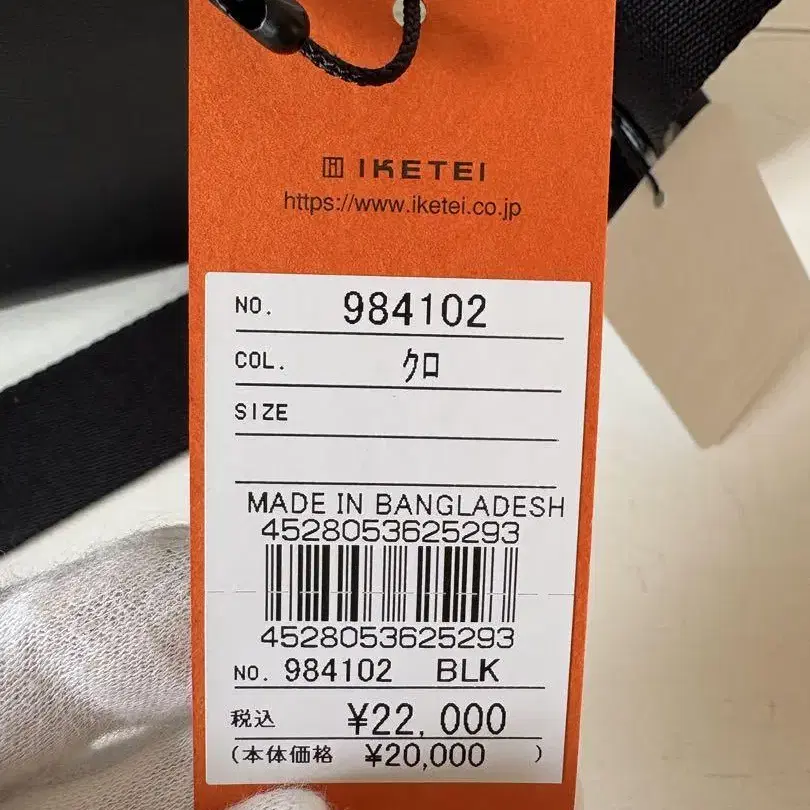 IKETEI
https://www.iketei.co.jp
NO. 984102
COL. クロ
SIZE
MADE IN BANGLADESH
4528053625293
4528053625293
NO. 984102 BLK
税込 ¥22,000
(本体価格 ¥20,000 )